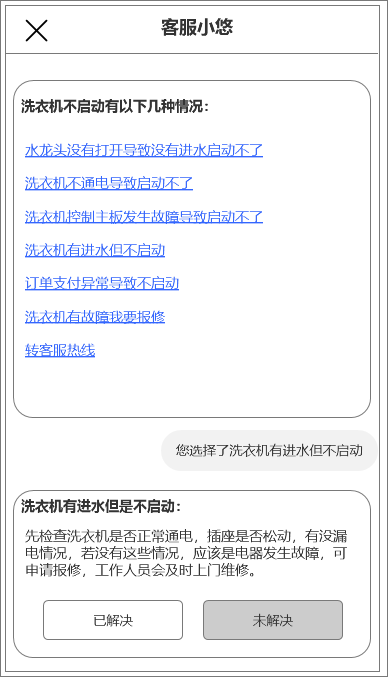 客服小悠
洗衣机不启动有以下几种情况：
水龙头没有打开导致没有进水启动不了
洗衣机不通电导致启动不了
洗衣机控制主板发生故障导致启动不了
洗衣机有进水但不启动
订单支付异常导致不启动
洗衣机有故障我要报修
转客服热线
您选择了洗衣机有进水但不启动
洗衣机有进水但是不启动：
先检查洗衣机是否正常通电，插座是否松动，有没漏
电情况，若没有这些情况，应该是电器发生故障，可
申请报修，工作人员会及时上门维修。
已解决
未解决